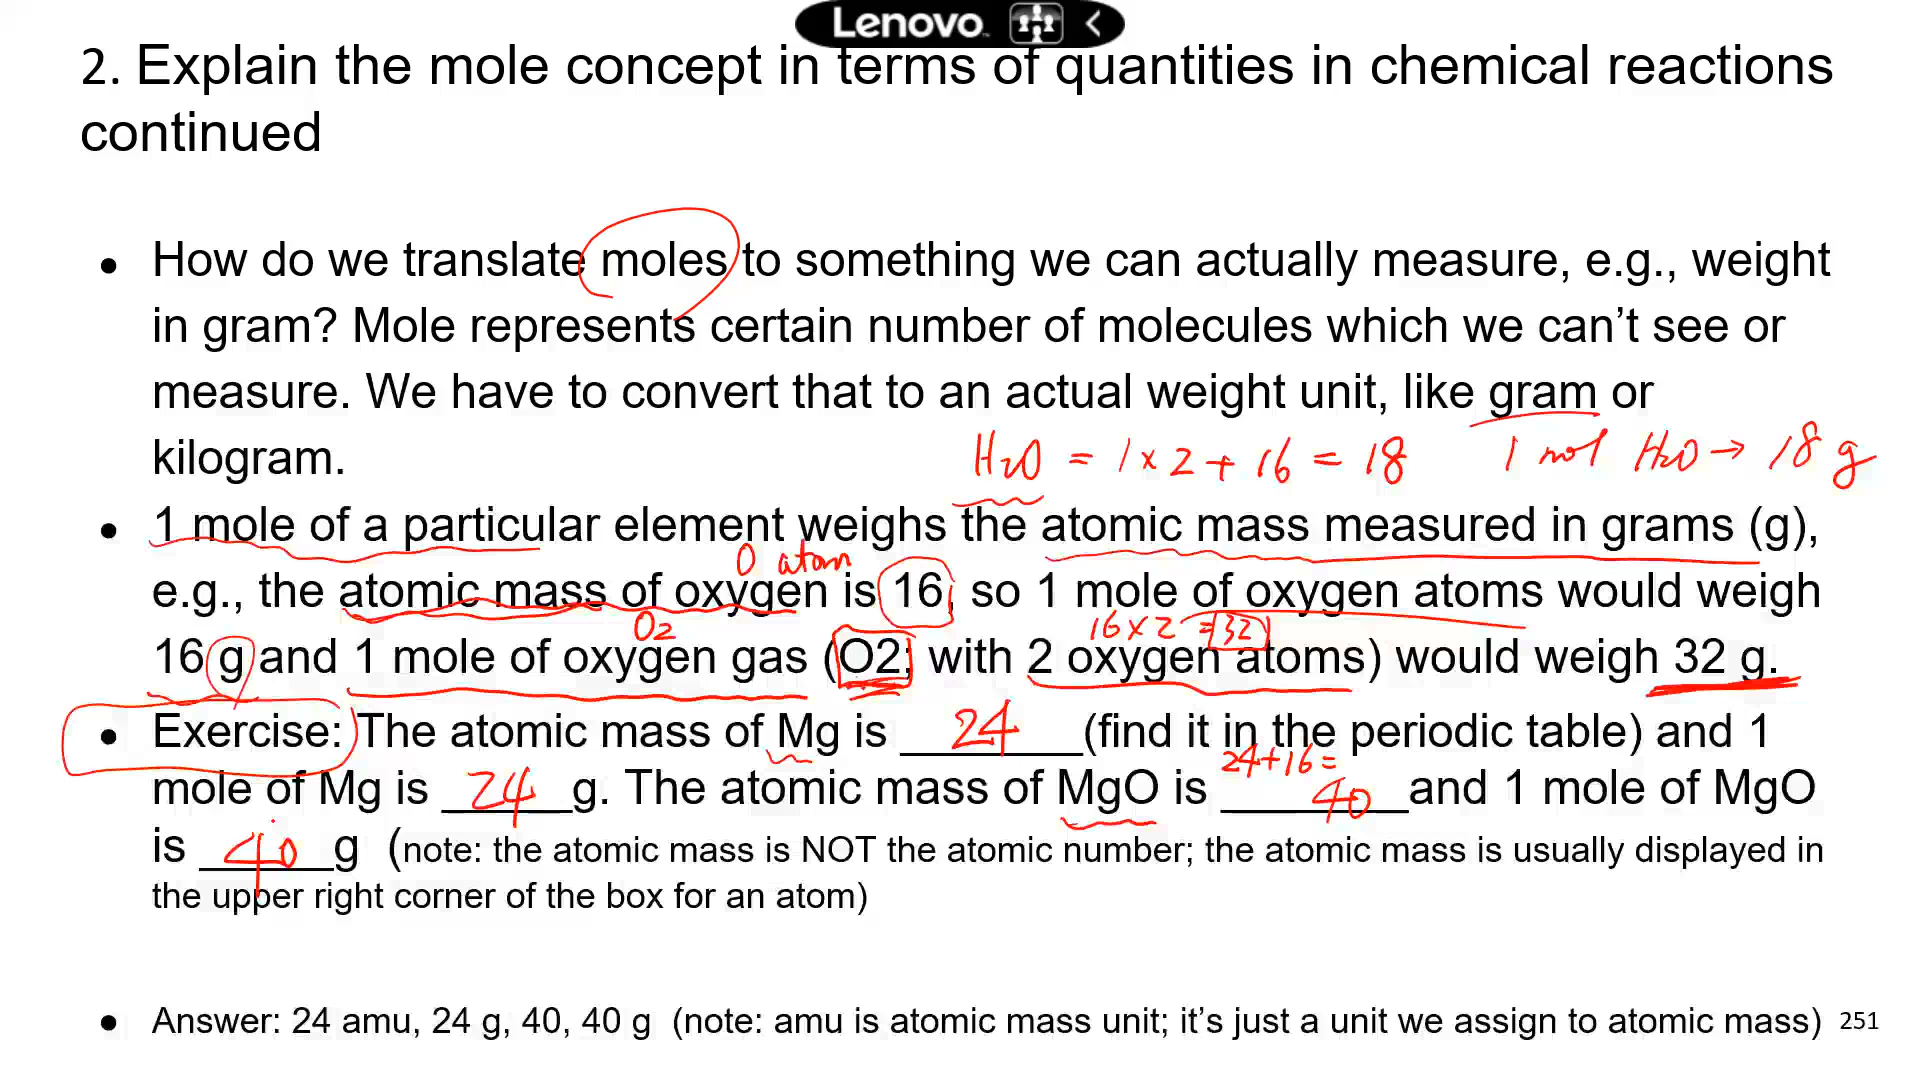 Lenovo
2. Explain the mole concept in terms of quantities in chemical reactions
continued
● How do we translate moles to something we can actually measure, e.g., weight
in gram? Mole represents certain number of molecules which we can’t see or
measure. We have to convert that to an actual weight unit, like gram or
kilogram.
H2O = 1 × 2 + 16 = 18 1 mol H2O → 18 g
● 1 mole of a particular element weighs the atomic mass measured in grams (g),
O atom
e.g., the atomic mass of oxygen is 16, so 1 mole of oxygen atoms would weigh
O2 16 × 2 = 32
16 g and 1 mole of oxygen gas (O2; with 2 oxygen atoms) would weigh 32 g.
● Exercise: The atomic mass of Mg is ___24___(find it in the periodic table) and 1
24+16=
mole of Mg is __24__g. The atomic mass of MgO is ____40__and 1 mole of MgO
is __40__g (note: the atomic mass is NOT the atomic number; the atomic mass is usually displayed in
the upper right corner of the box for an atom)
● Answer: 24 amu, 24 g, 40, 40 g (note: amu is atomic mass unit; it’s just a unit we assign to atomic mass) 251